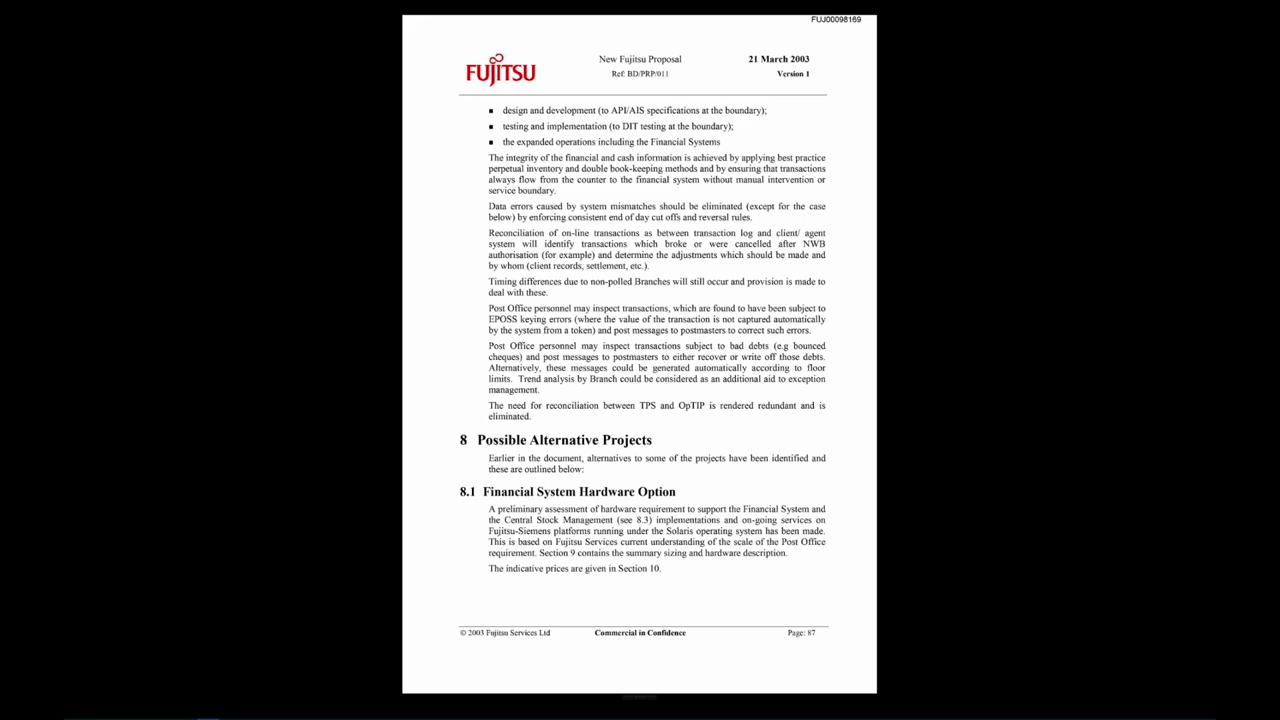 FUJ00098169
FUJITSU
New Fujitsu Proposal
Ref: BD/PRP/011
21 March 2003
Version 1
▪ design and development (to API/AIS specifications at the boundary);
▪ testing and implementation (to DIT testing at the boundary);
▪ the expanded operations including the Financial Systems
The integrity of the financial and cash information is achieved by applying best practice
perpetual inventory and double book-keeping methods and by ensuring that transactions
always flow from the counter to the financial system without manual intervention or
service boundary.
Data errors caused by system mismatches should be eliminated (except for the case
below) by enforcing consistent end of day cut offs and reversal rules.
Reconciliation of on-line transactions as between transaction log and client/ agent
system will identify transactions which broke or were cancelled after NWB
authorisation (for example) and determine the adjustments which should be made and
by whom (client records, settlement, etc.).
Timing differences due to non-polled Branches will still occur and provision is made to
deal with these.
Post Office personnel may inspect transactions, which are found to have been subject to
EPOSS keying errors (where the value of the transaction is not captured automatically
by the system from a token) and post messages to postmasters to correct such errors.
Post Office personnel may inspect transactions subject to bad debts (e.g bounced
cheques) and post messages to postmasters to either recover or write off those debts.
Alternatively, these messages could be generated automatically according to floor
limits. Trend analysis by Branch could be considered as an additional aid to exception
management.
The need for reconciliation between TPS and OpTIP is rendered redundant and is
eliminated.
8 Possible Alternative Projects
Earlier in the document, alternatives to some of the projects have been identified and
these are outlined below:
8.1 Financial System Hardware Option
A preliminary assessment of hardware requirement to support the Financial System and
the Central Stock Management (see 8.3) implementations and on-going services on
Fujitsu-Siemens platforms running under the Solaris operating system has been made.
This is based on Fujitsu Services current understanding of the scale of the Post Office
requirement. Section 9 contains the summary sizing and hardware description.
The indicative prices are given in Section 10.
© 2003 Fujitsu Services Ltd
Commercial in Confidence
Page: 87